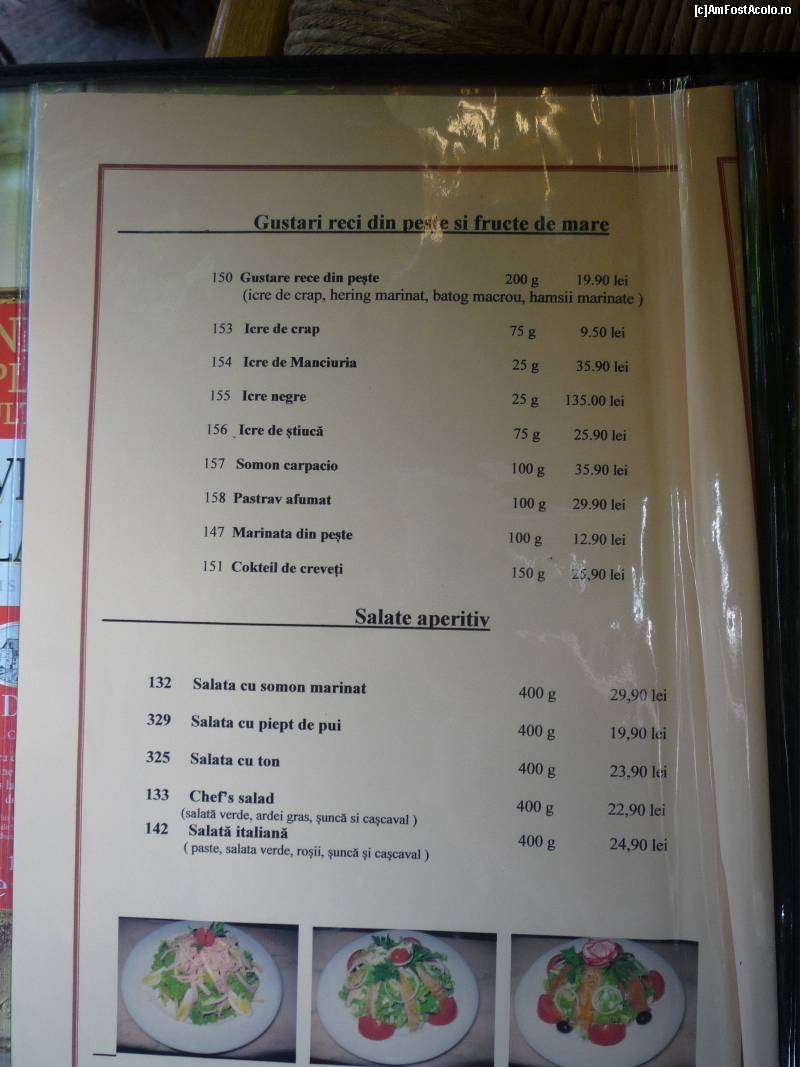 [c]AmFostAcolo.ro
Gustari reci din pește si fructe de mare
150 Gustare rece din pește 200 g 19.90 lei
(icre de crap, hering marinat, batog macrou, hamsii marinate )
153 Icre de crap 75 g 9.50 lei
154 Icre de Manciuria 25 g 35.90 lei
155 Icre negre 25 g 135.00 lei
156 Icre de știucă 75 g 25.90 lei
157 Somon carpacio 100 g 35.90 lei
158 Pastrav afumat 100 g 29.90 lei
147 Marinata din pește 100 g 12.90 lei
151 Cokteil de creveți 150 g 25,90 lei
Salate aperitiv
132 Salata cu somon marinat 400 g 29,90 lei
329 Salata cu piept de pui 400 g 19,90 lei
325 Salata cu ton 400 g 23,90 lei
133 Chef's salad 400 g 22,90 lei
(salată verde, ardei gras, șuncă si cașcaval )
142 Salată italiană 400 g 24,90 lei
( paste, salata verde, roșii, șuncă și cașcaval )